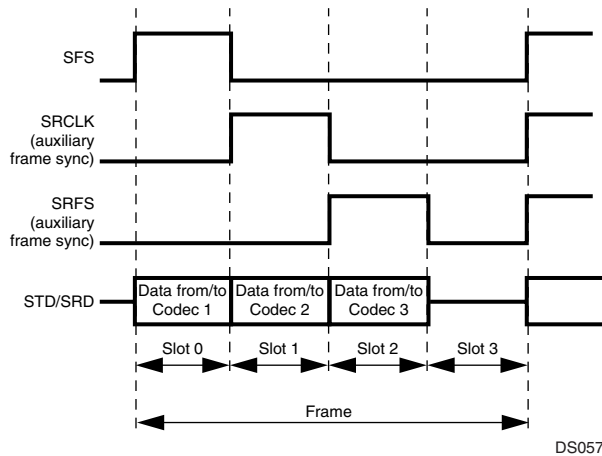 SFS
SRCLK
(auxiliary
frame sync)
SRFS
(auxiliary
frame sync)
STD/SRD
Data from/to
Codec 1
Data from/to
Codec 2
Data from/to
Codec 3
Slot 0
Slot 1
Slot 2
Slot 3
Frame
DS057